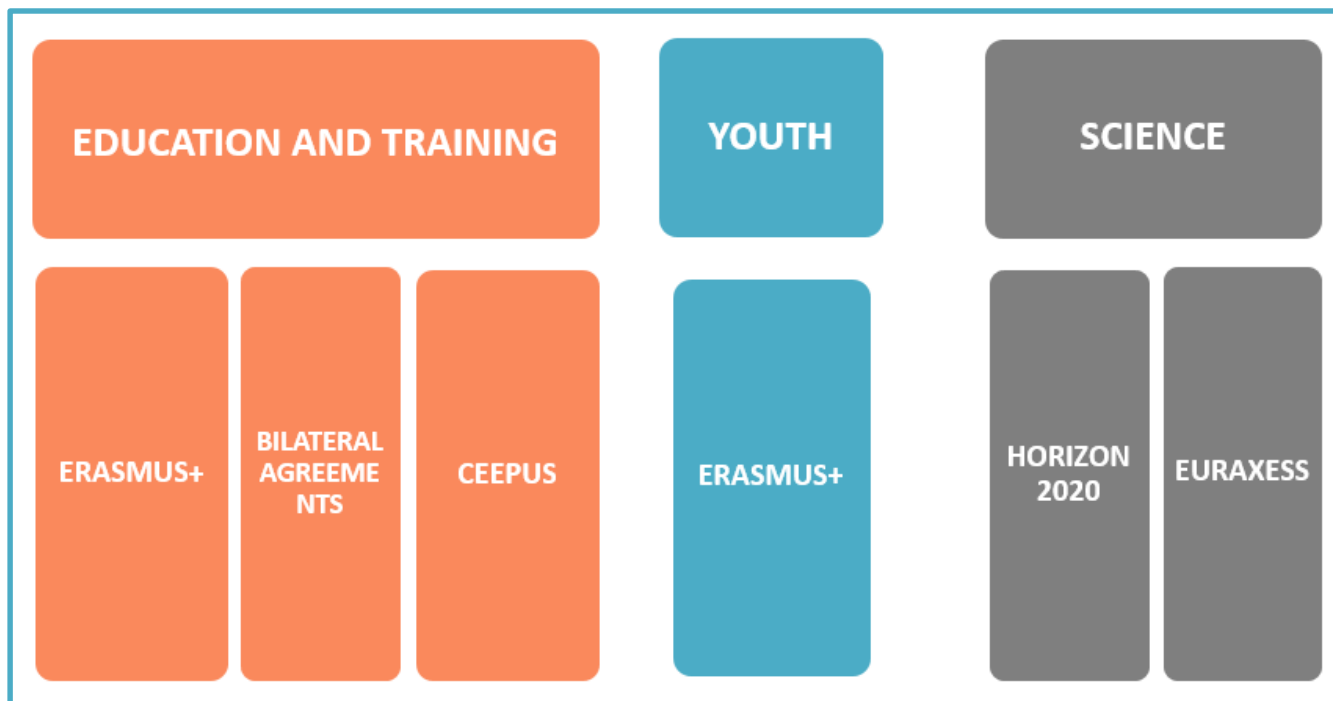 EDUCATION AND TRAINING
YOUTH
SCIENCE
ERASMUS+
BILATERAL
AGREEME
NTS
CEEPUS
ERASMUS+
HORIZON
2020
EURAXESS